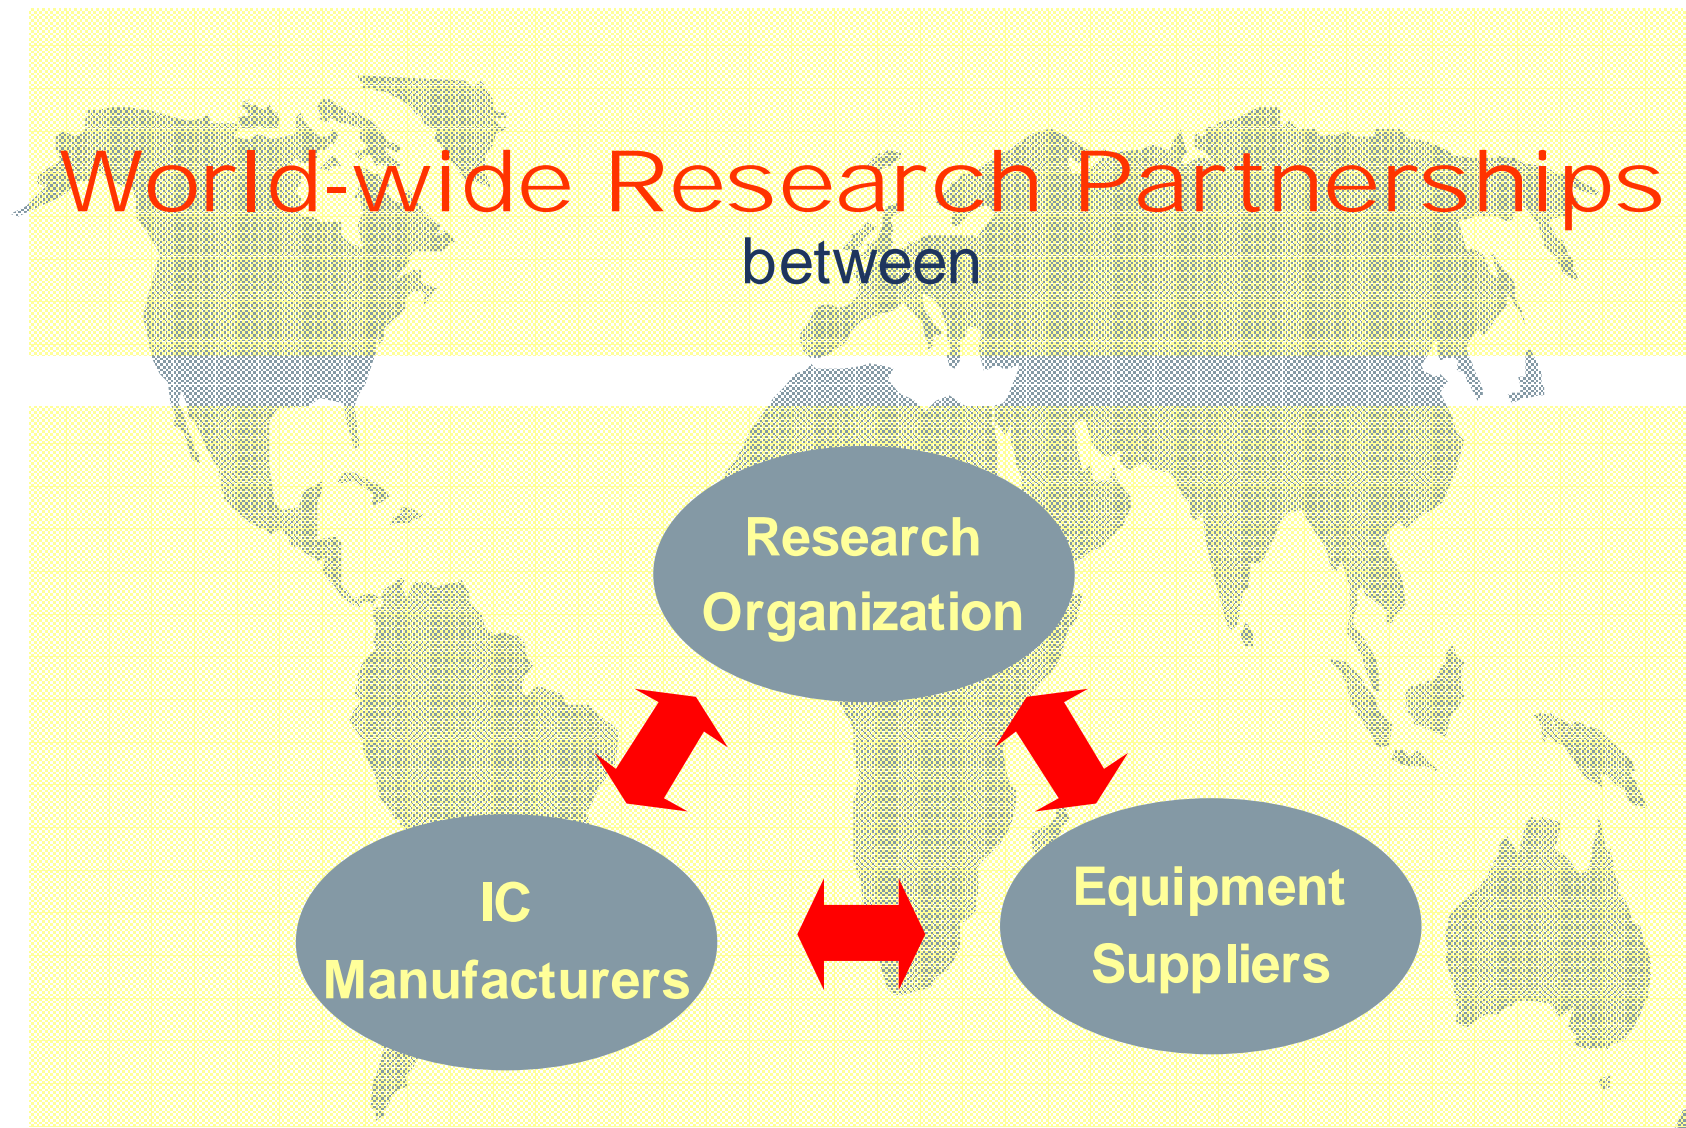 World-wide Research Partnerships
between
Research
Organization
IC
Manufacturers
Equipment
Suppliers